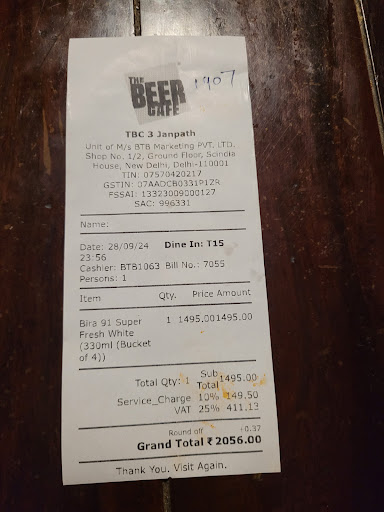 THE
BEER
CAFE
1907
TBC 3 Janpath
Unit of M/s BTB Marketing PVT. LTD.
Shop No. 1/2, Ground Floor, Scindia
House, New Delhi, Delhi-110001
TIN: 07570420217
GSTIN: 07AADCB0331P1ZR
FSSAI: 13323009000127
SAC: 996331
Name:
Date: 28/09/24 Dine In: T15
23:56
Cashier: BTB1063 Bill No.: 7055
Persons: 1
Item Qty. Price Amount
Bira 91 Super 1 1495.001495.00
Fresh White
(330ml (Bucket
of 4))
Total Qty: 1 Sub Total 1495.00
Service_Charge 10% 149.50
VAT 25% 411.13
Round off +0.37
Grand Total ₹2056.00
Thank You. Visit Again.